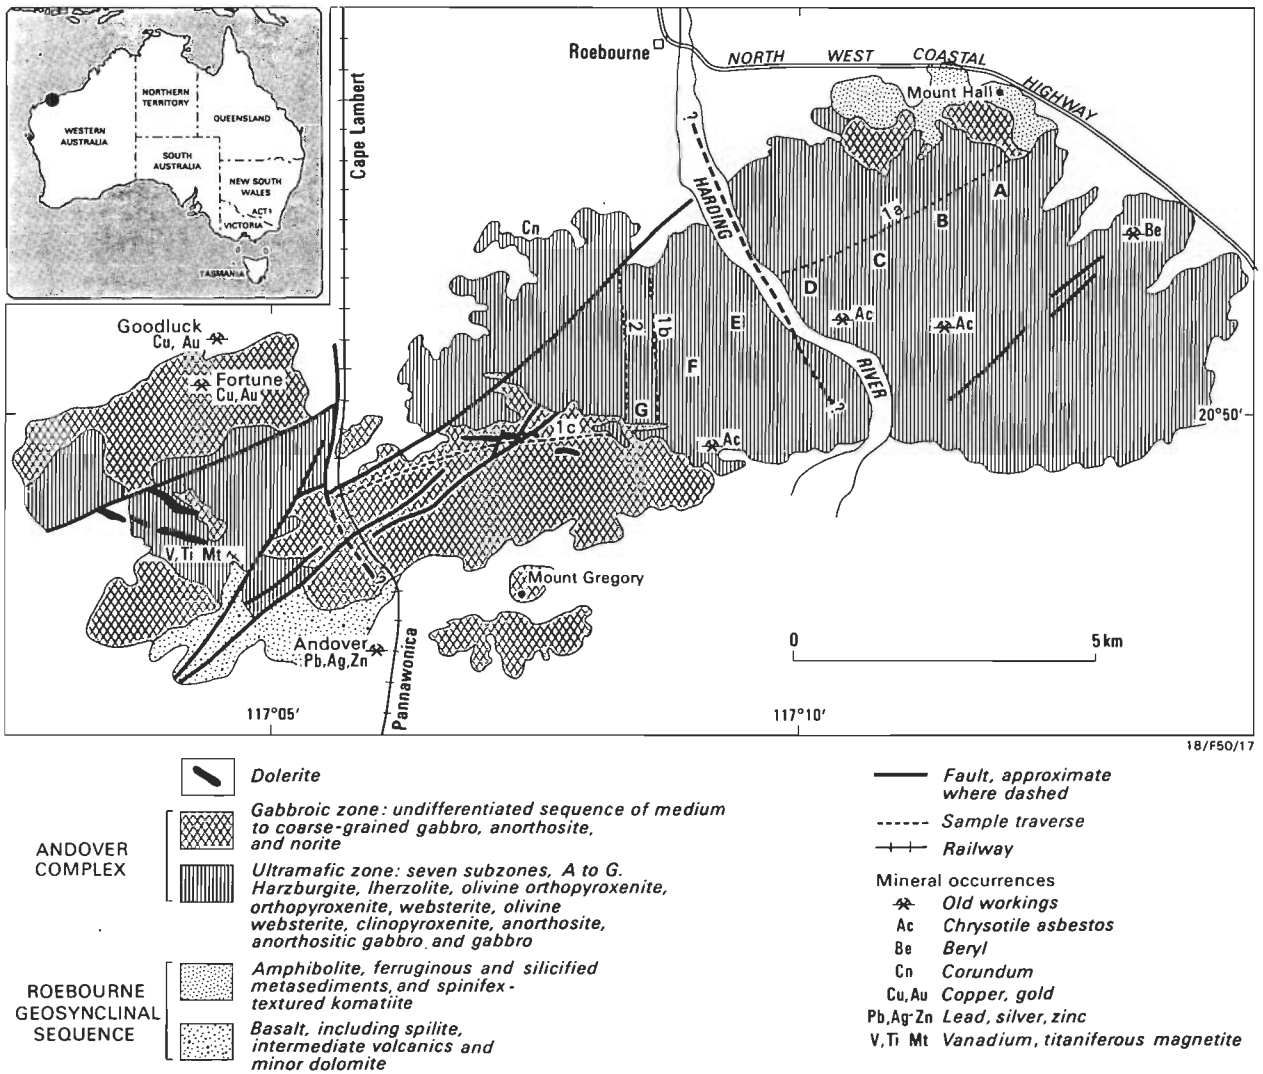 NORTHERN
TERRITORY
QUEENSLAND
WESTERN
AUSTRALIA
SOUTH
AUSTRALIA
NEW SOUTH
WALES
ACT
VICTORIA
TASMANIA
Cape Lambert
Roebourne
NORTH WEST COASTAL HIGHWAY
Mount Hall
HARDING
RIVER
?
?
1a
A
B
C
D
E
F
G
2
1b
1c
Cn
Be
Ac
Ac
Ac
20°50'
Goodluck
Cu, Au
Fortune
Cu, Au
V,Ti Mt
?
Mount Gregory
Andover
Pb,Ag,Zn
Pannawonica
0 5 km
117°05'
117°10'
18/F50/17
Dolerite
ANDOVER
COMPLEX
Gabbroic zone: undifferentiated sequence of medium
to coarse-grained gabbro, anorthosite,
and norite
Ultramafic zone: seven subzones, A to G.
Harzburgite, lherzolite, olivine orthopyroxenite,
orthopyroxenite, websterite, olivine
websterite, clinopyroxenite, anorthosite,
anorthositic gabbro and gabbro
ROEBOURNE
GEOSYNCLINAL
SEQUENCE
Amphibolite, ferruginous and silicified
metasediments, and spinifex-
textured komatiite
Basalt, including spilite,
intermediate volcanics and
minor dolomite
Fault, approximate
where dashed
Sample traverse
Railway
Mineral occurrences
Old workings
Ac Chrysotile asbestos
Be Beryl
Cn Corundum
Cu,Au Copper, gold
Pb,Ag-Zn Lead, silver, zinc
V,Ti Mt Vanadium, titaniferous magnetite